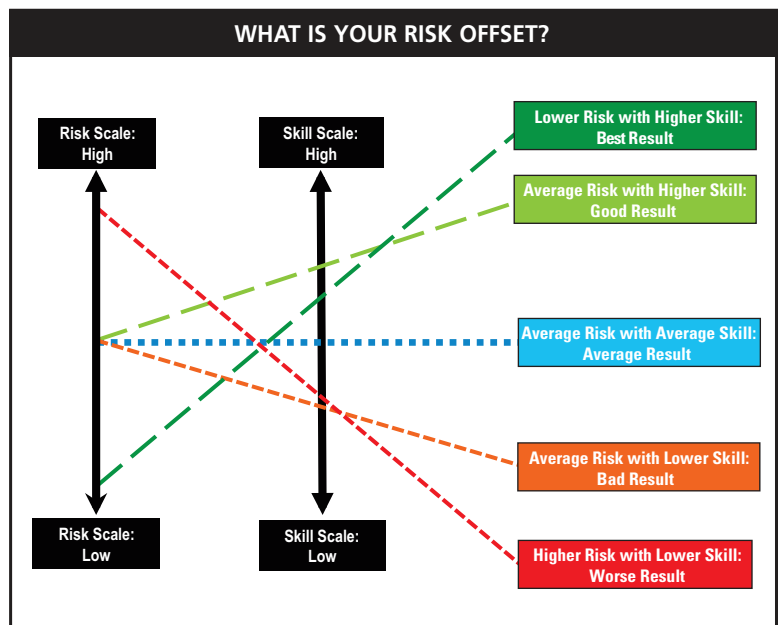 WHAT IS YOUR RISK OFFSET?
Risk Scale:
High
Skill Scale:
High
Lower Risk with Higher Skill:
Best Result
Average Risk with Higher Skill:
Good Result
Average Risk with Average Skill:
Average Result
Average Risk with Lower Skill:
Bad Result
Risk Scale:
Low
Skill Scale:
Low
Higher Risk with Lower Skill:
Worse Result